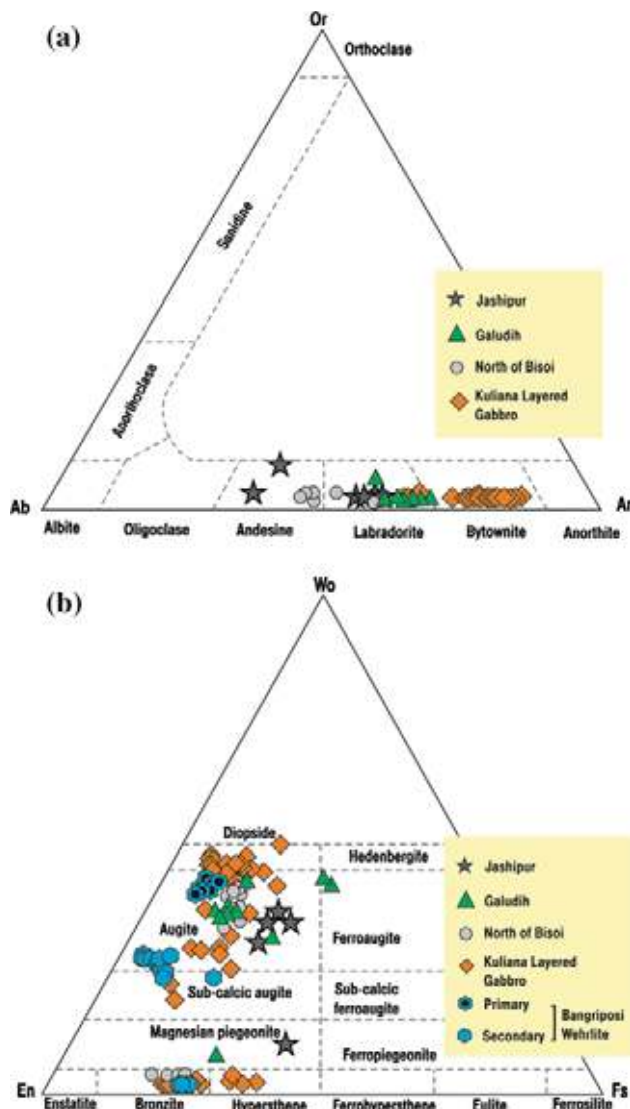 (a)
Or
Orthoclase
Sanidine
Anorthoclase
Jashipur
Galudih
North of Bisoi
Kuliana Layered
Gabbro
Ab
An
Albite
Oligoclase
Andesine
Labradorite
Bytownite
Anorthite
(b)
Wo
Diopside
Hedenbergite
Augite
Ferroaugite
Sub-calcic augite
Sub-calcic
ferroaugite
Magnesian piegeonite
Ferropiegeonite
Jashipur
Galudih
North of Bisoi
Kuliana Layered
Gabbro
Primary
Secondary
Bangriposi
Wehrlite
En
Fs
Enstatite
Bronzite
Hypersthene
Ferrohypersthene
Eulite
Ferrosilite